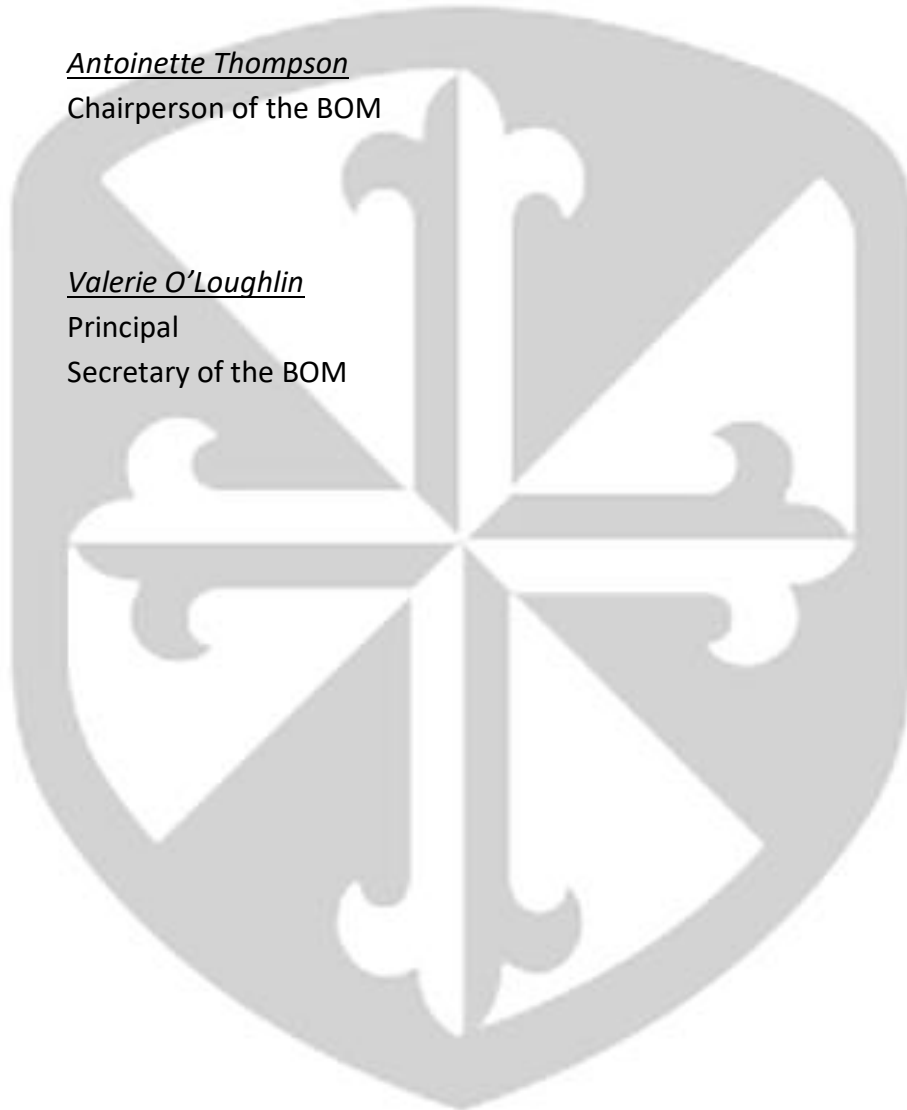 Antoinette Thompson
Chairperson of the BOM
Valerie O’Loughlin
Principal
Secretary of the BOM